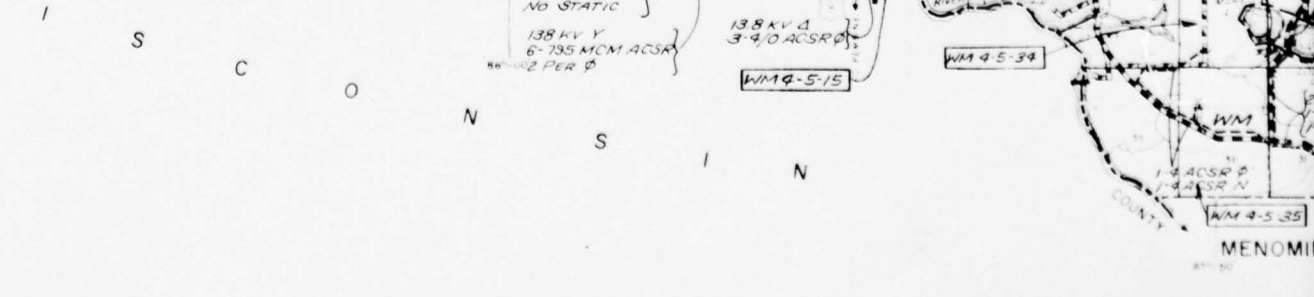 I S C O N S I N
NO STATIC
138 KV Y
6-795 MCM ACSR
2 PER Φ
13.8 KV Δ
3-4/0 ACSR Φ
WM 4-5-15
WM 4-5-34
WM
1-4 ACSR Φ
1-4 ACSR N
COUNTY
WM 4-5-35
MENOMI